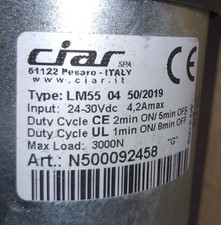 ciar SPA
61122 Pesaro - ITALY
www.ciar.it
Type: LM55 04 50/2019
Input: 24-30Vdc 4,2Amax
Duty Cycle CE 2min ON/ 5min OFF
Duty Cycle UL 1min ON/ 8min OFF
Max Load: 3000N "G"
Art.: N500092458